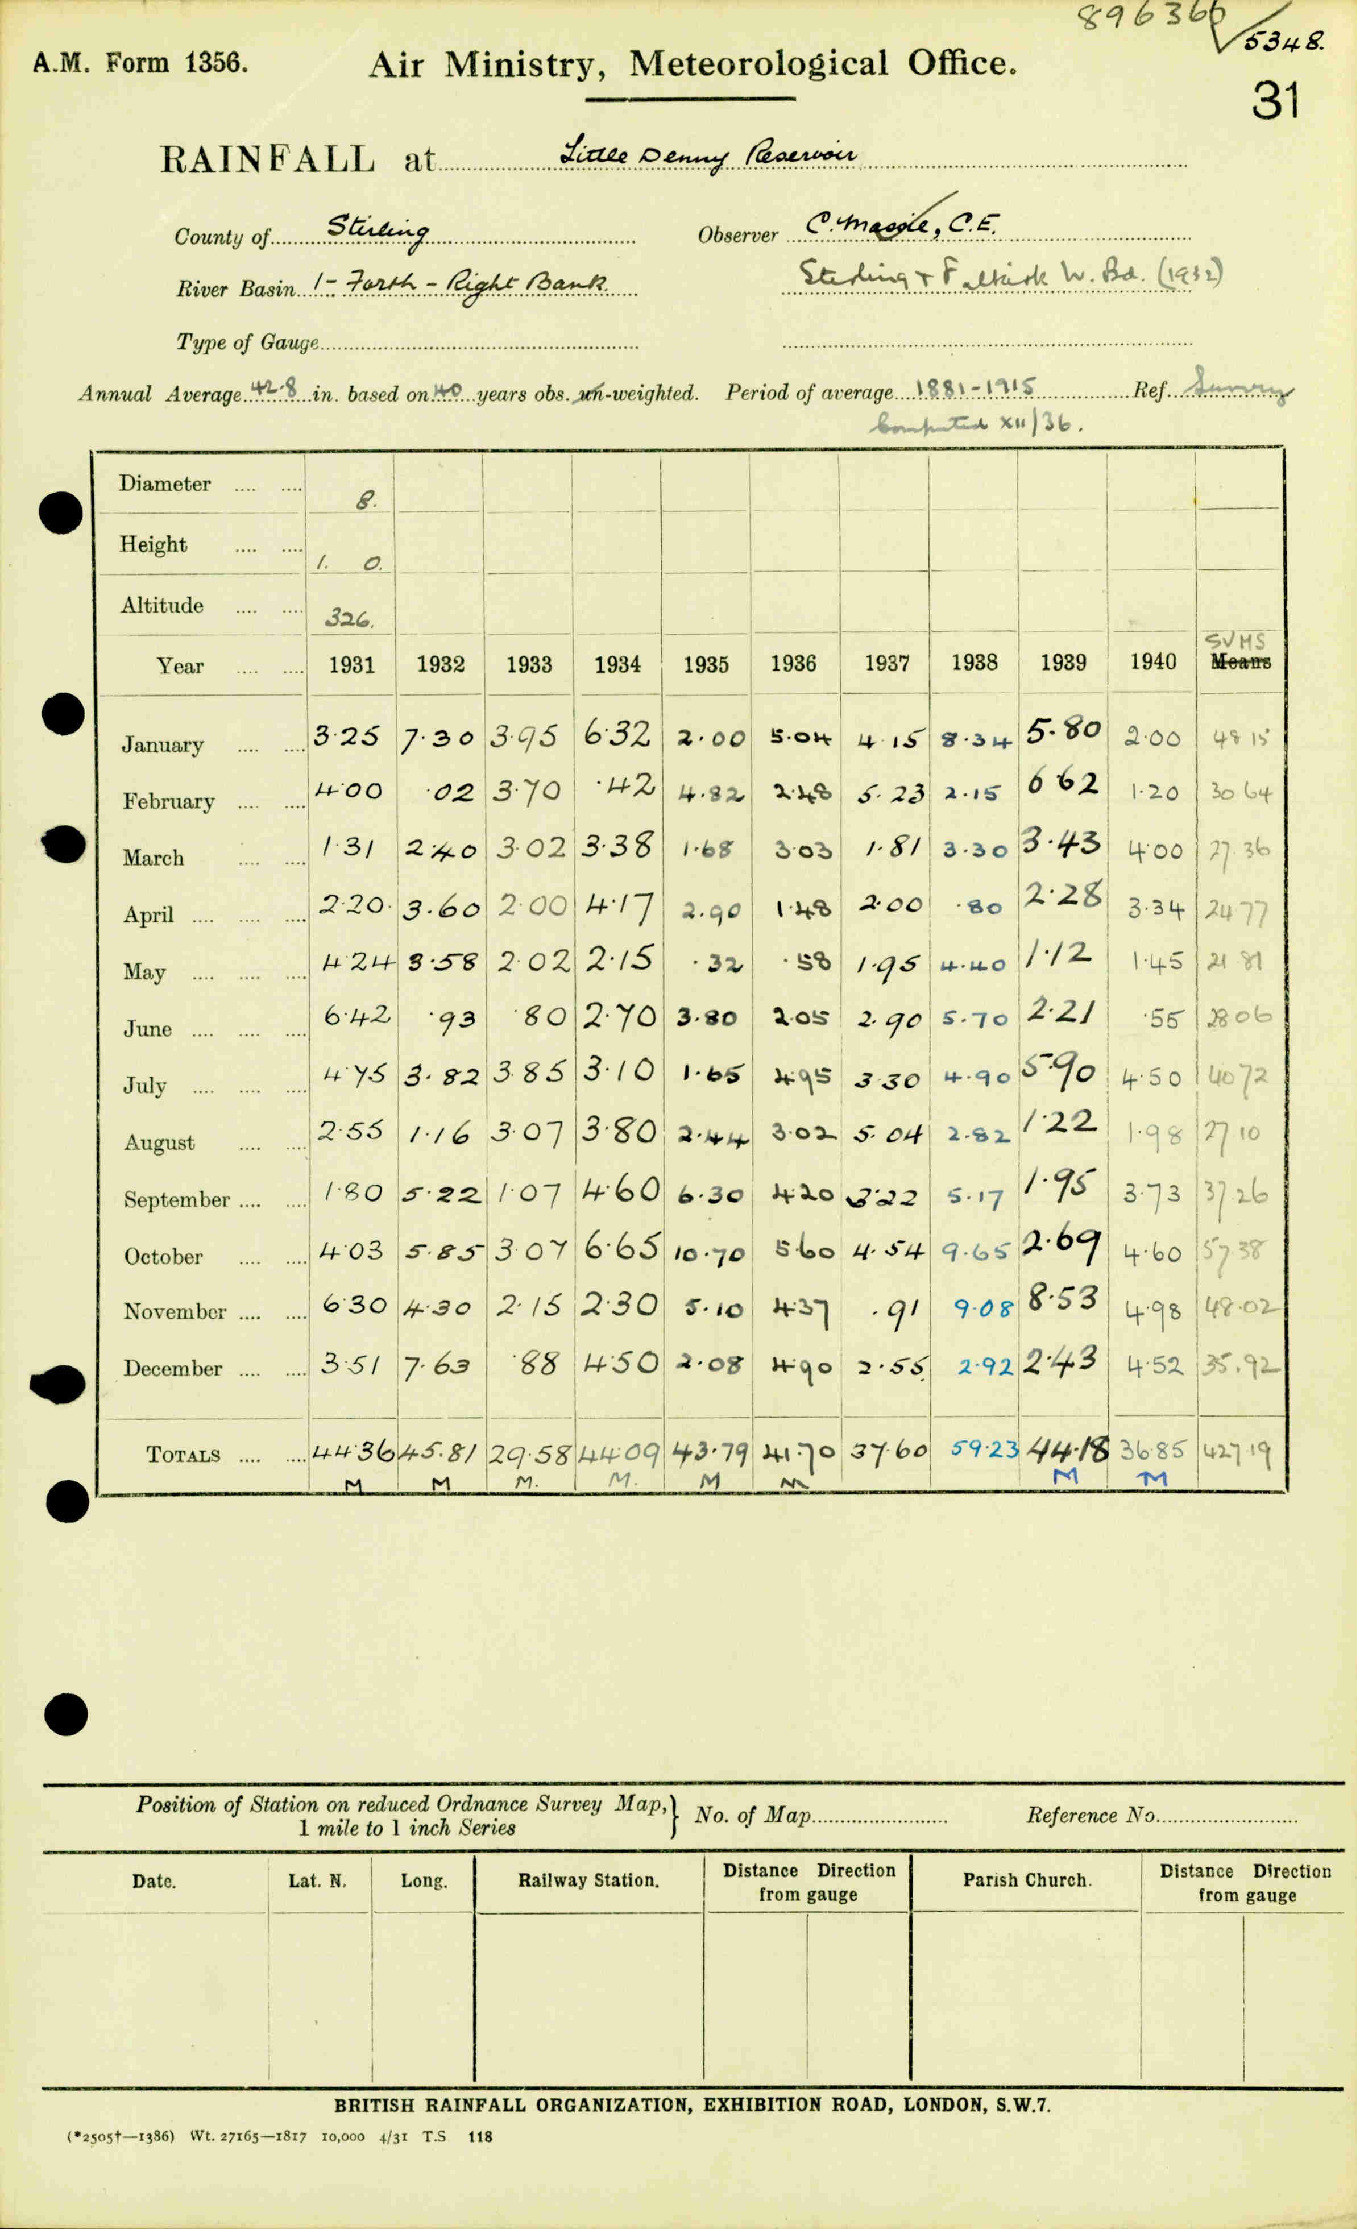 896366
5348.
A.M. Form 1356. Air Ministry, Meteorological Office.
31
RAINFALL at Little Denny Reservoir
County of Stirling Observer C. Massie, C.E.
River Basin 1- Forth - Right Bank Stirling & Falkirk W. Bd. (1932)
Type of Gauge
Annual Average 42.8 in. based on 40 years obs. un-weighted. Period of average 1881-1915 Ref. Survey
Computed XII/36.
Diameter .... .... 8.
Height .... .... 1. 0.
Altitude .... .... 326.
SUMS
Year .... .... 1931 1932 1933 1934 1935 1936 1937 1938 1939 1940 Means
January .... .... 3.25 7.30 3.95 6.32 2.00 5.04 4.15 8.34 5.80 2.00 48 15
February .... .... 4.00 .02 3.70 .42 4.82 2.48 5.23 2.15 6 62 1.20 30 64
March .... .... 1.31 2.40 3.02 3.38 1.68 3.03 1.81 3.30 3.43 4.00 27.36
April .... .... .... 2.20. 3.60 2.00 4.17 2.90 1.48 2.00 .80 2.28 3.34 24 77
May .... .... .... 4.24 3.58 2.02 2.15 .32 .58 1.95 4.40 1.12 1.45 21 81
June .... .... .... 6.42 .93 .80 2.70 3.80 2.05 2.90 5.70 2.21 .55 28 06
July .... .... .... 4.75 3.82 3.85 3.10 1.65 4.95 3.30 4.90 5.90 4.50 40 72
August .... .... 2.55 1.16 3.07 3.80 2.44 3.02 5.04 2.82 1.22 1.98 27 10
September .... .... 1.80 5.22 1.07 4.60 6.30 4.20 3.22 5.17 1.95 3.73 37 26
October .... .... 4.03 5.85 3.07 6.65 10.70 5.60 4.54 9.65 2.69 4.60 57 38
November .... .... 6.30 4.30 2.15 2.30 5.10 4.37 .91 9.08 8.53 4.98 48.02
December .... .... 3.51 7.63 .88 4.50 2.08 4.90 2.55 2.92 2.43 4.52 35.92
TOTALS .... .... 44.36 45.81 29.58 44.09 43.79 41.70 37.60 59.23 44.18 36.85 427 19
M M M. M. M M M M
Position of Station on reduced Ordnance Survey Map,} No. of Map Reference No.
1 mile to 1 inch Series
Date. Lat. N. Long. Railway Station. Distance Direction from gauge Parish Church. Distance Direction from gauge
BRITISH RAINFALL ORGANIZATION, EXHIBITION ROAD, LONDON, S.W.7.
(*2505†—1386) Wt. 27165—1817 10,000 4/31 T.S 118